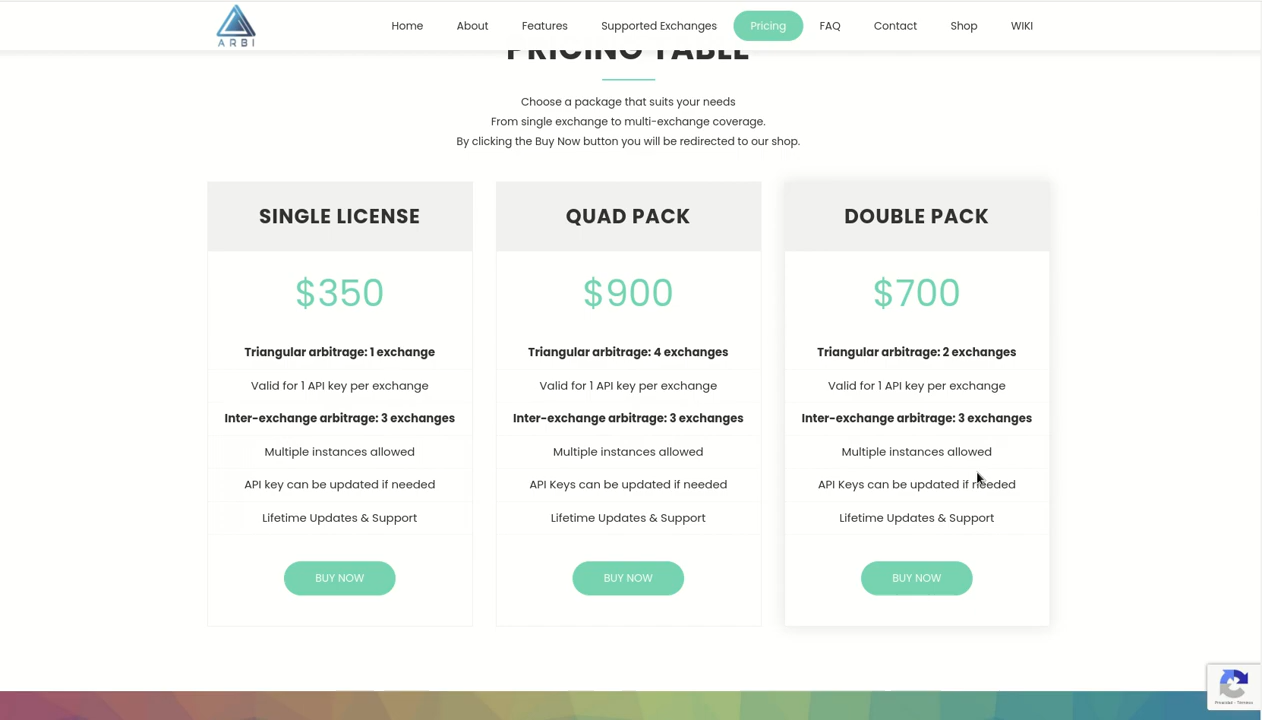 ARBI
Home
About
Features
Supported Exchanges
Pricing
FAQ
Contact
Shop
WIKI
PRICING TABLE
Choose a package that suits your needs
From single exchange to multi-exchange coverage.
By clicking the Buy Now button you will be redirected to our shop.
SINGLE LICENSE
$350
Triangular arbitrage: 1 exchange
Valid for 1 API key per exchange
Inter-exchange arbitrage: 3 exchanges
Multiple instances allowed
API key can be updated if needed
Lifetime Updates & Support
BUY NOW
QUAD PACK
$900
Triangular arbitrage: 4 exchanges
Valid for 1 API key per exchange
Inter-exchange arbitrage: 3 exchanges
Multiple instances allowed
API Keys can be updated if needed
Lifetime Updates & Support
BUY NOW
DOUBLE PACK
$700
Triangular arbitrage: 2 exchanges
Valid for 1 API key per exchange
Inter-exchange arbitrage: 3 exchanges
Multiple instances allowed
API Keys can be updated if needed
Lifetime Updates & Support
BUY NOW